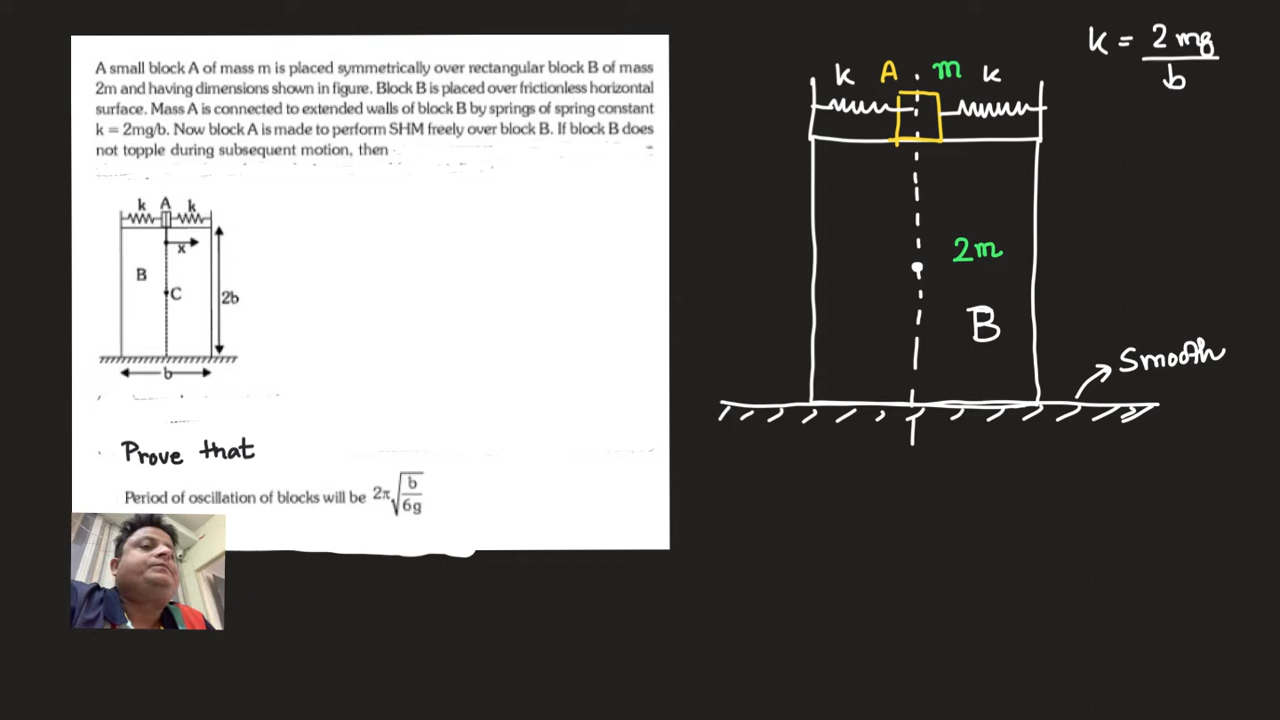 A small block A of mass m is placed symmetrically over rectangular block B of mass
2m and having dimensions shown in figure. Block B is placed over frictionless horizontal
surface. Mass A is connected to extended walls of block B by springs of spring constant
k = 2mg/b. Now block A is made to perform SHM freely over block B. If block B does
not topple during subsequent motion, then
k A k
x
B
C
2b
b
Prove that
Period of oscillation of blocks will be 2π√(b/6g)
k = 2mg/b
k A m k
2m
B
Smooth